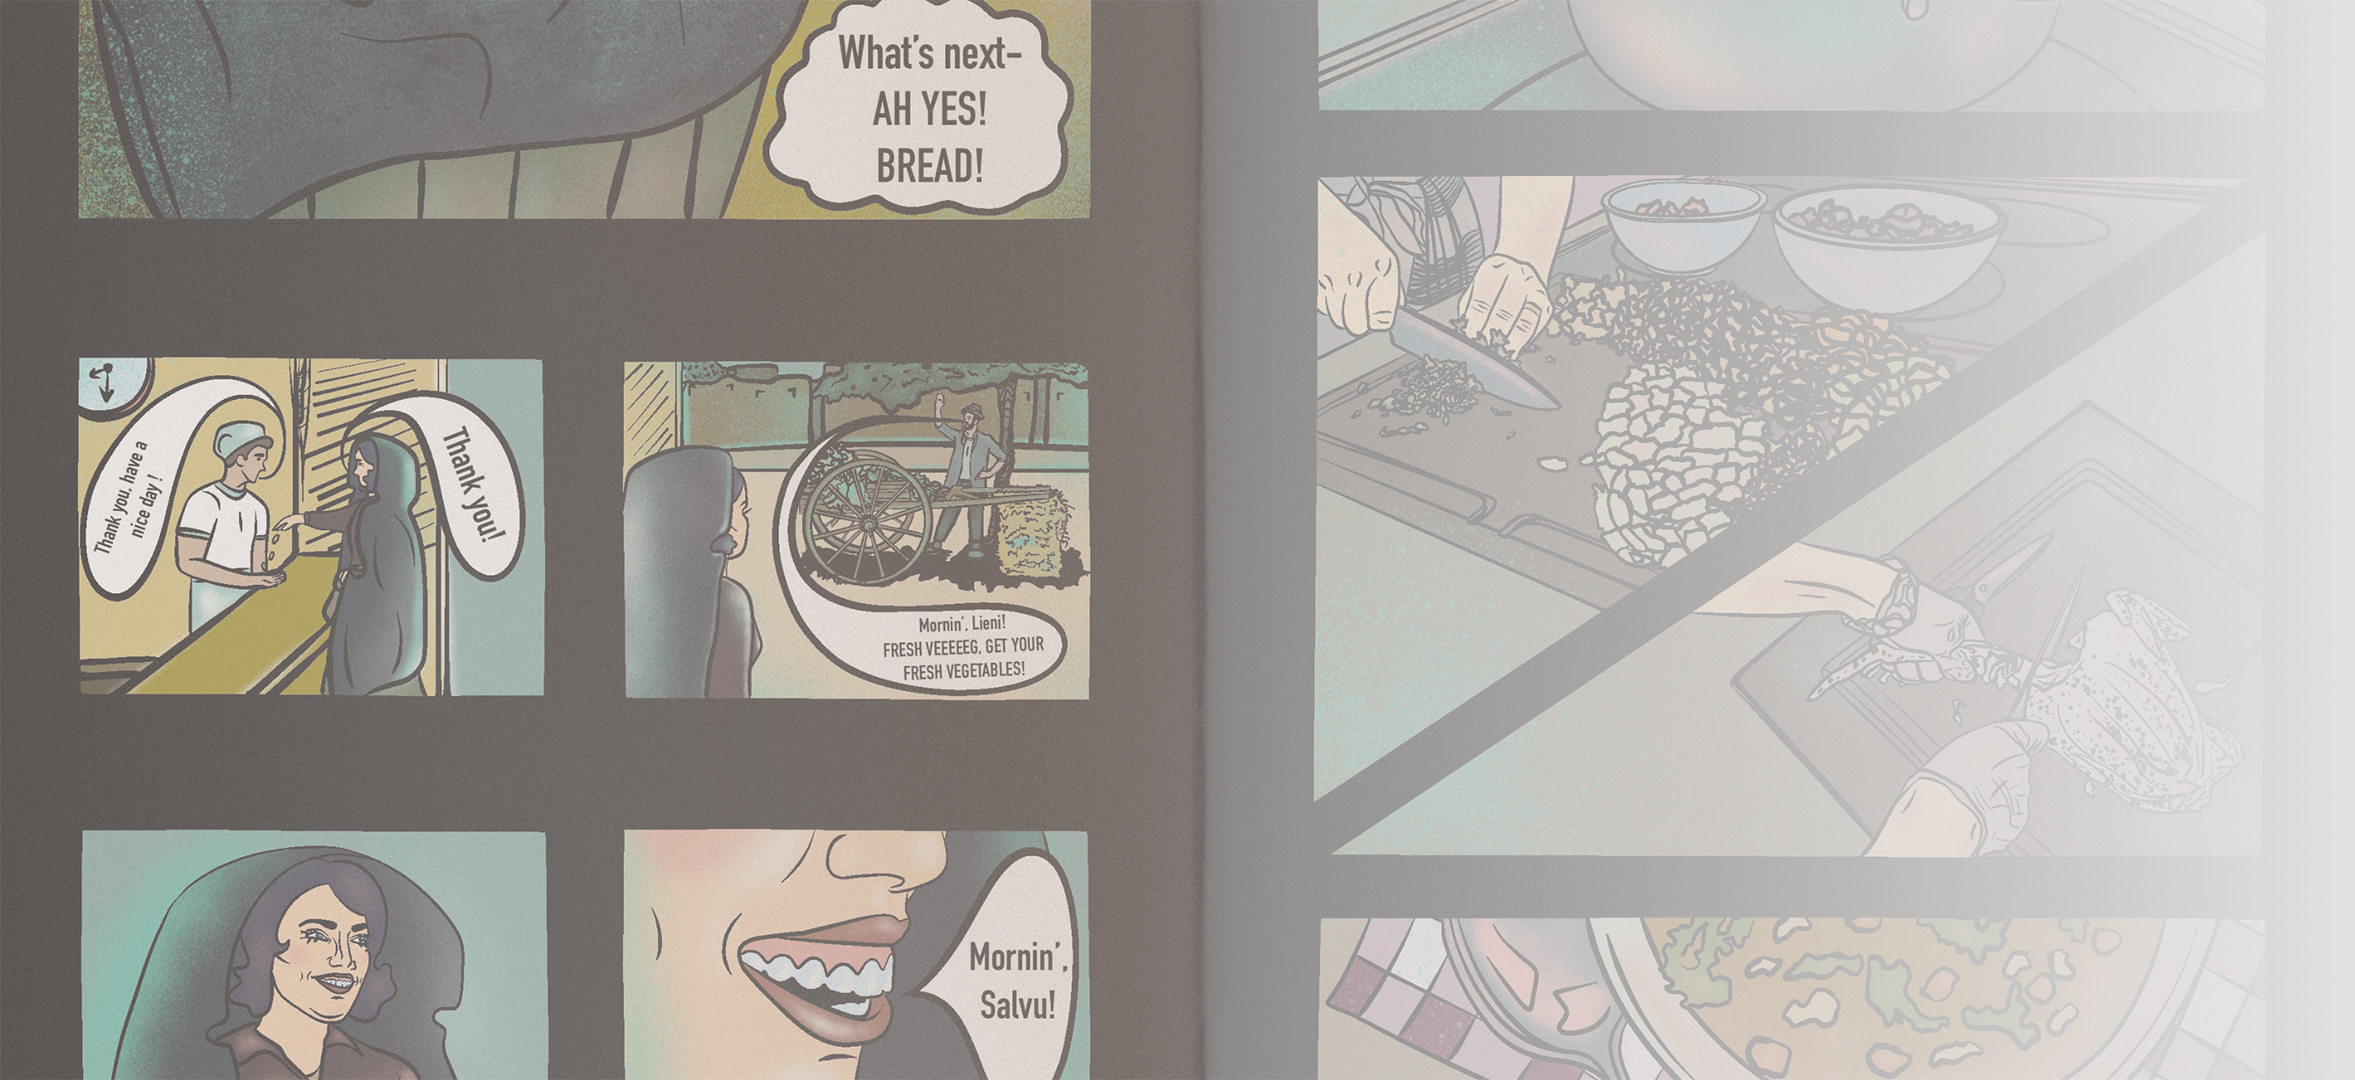 What's next–
AH YES!
BREAD!
Thank you, have a
nice day !
Thank you!
Mornin', Lieni!
FRESH VEEEEEG, GET YOUR
FRESH VEGETABLES!
Mornin',
Salvu!